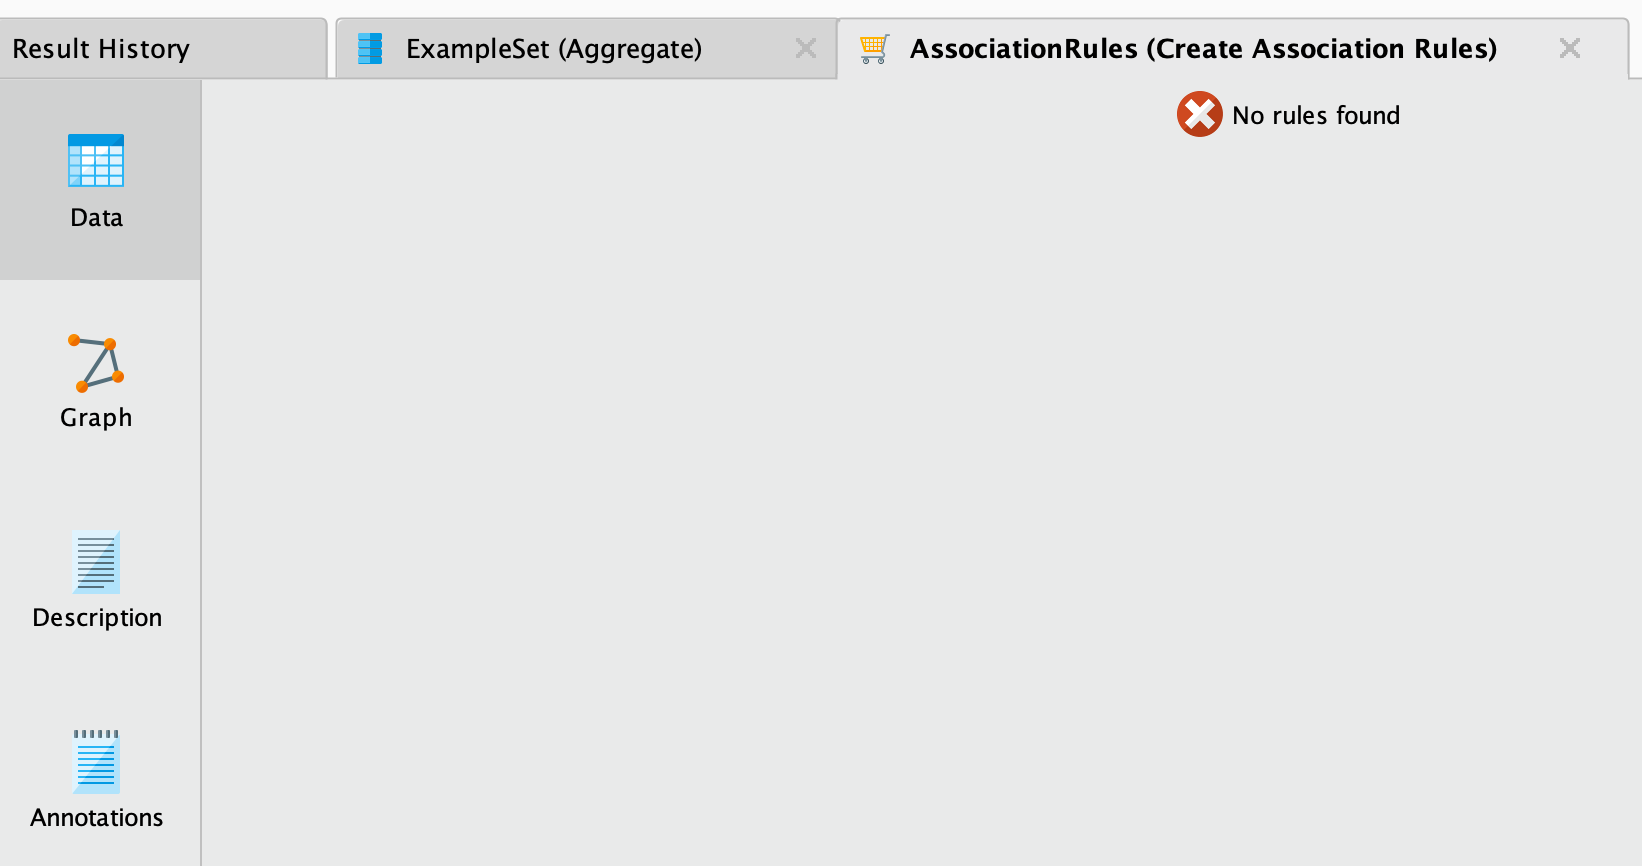 Result History
ExampleSet (Aggregate)
AssociationRules (Create Association Rules)
No rules found
Data
Graph
Description
Annotations